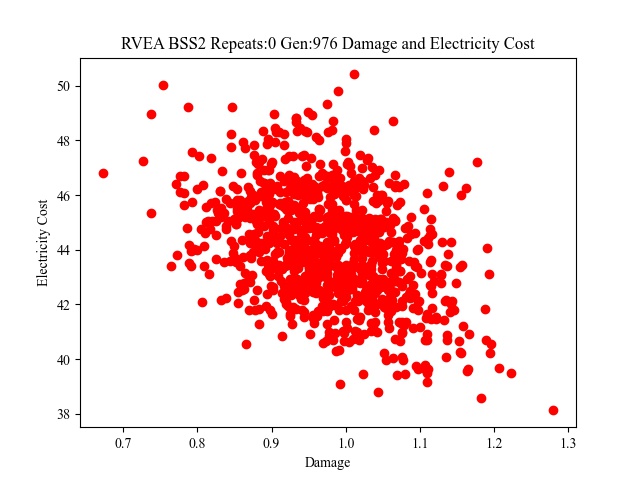 RVEA BSS2 Repeats:0 Gen:976 Damage and Electricity Cost
50
48
46
44
42
40
38
Electricity Cost
0.7 0.8 0.9 1.0 1.1 1.2 1.3
Damage